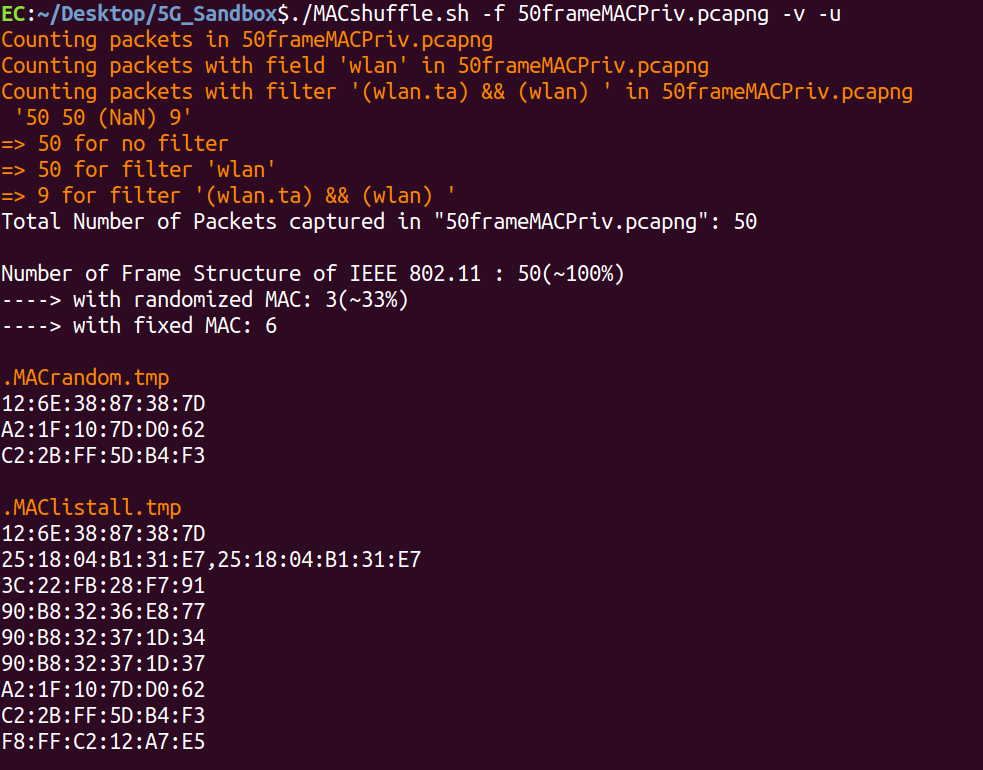 EC:~/Desktop/5G_Sandbox$./MACshuffle.sh -f 50frameMACPriv.pcapng -v -u
Counting packets in 50frameMACPriv.pcapng
Counting packets with field 'wlan' in 50frameMACPriv.pcapng
Counting packets with filter '(wlan.ta) && (wlan) ' in 50frameMACPriv.pcapng
 '50 50 (NaN) 9'
=> 50 for no filter
=> 50 for filter 'wlan'
=> 9 for filter '(wlan.ta) && (wlan) '
Total Number of Packets captured in "50frameMACPriv.pcapng": 50
Number of Frame Structure of IEEE 802.11 : 50(~100%)
----> with randomized MAC: 3(~33%)
----> with fixed MAC: 6
.MACrandom.tmp
12:6E:38:87:38:7D
A2:1F:10:7D:D0:62
C2:2B:FF:5D:B4:F3
.MAClistall.tmp
12:6E:38:87:38:7D
25:18:04:B1:31:E7,25:18:04:B1:31:E7
3C:22:FB:28:F7:91
90:B8:32:36:E8:77
90:B8:32:37:1D:34
90:B8:32:37:1D:37
A2:1F:10:7D:D0:62
C2:2B:FF:5D:B4:F3
F8:FF:C2:12:A7:E5